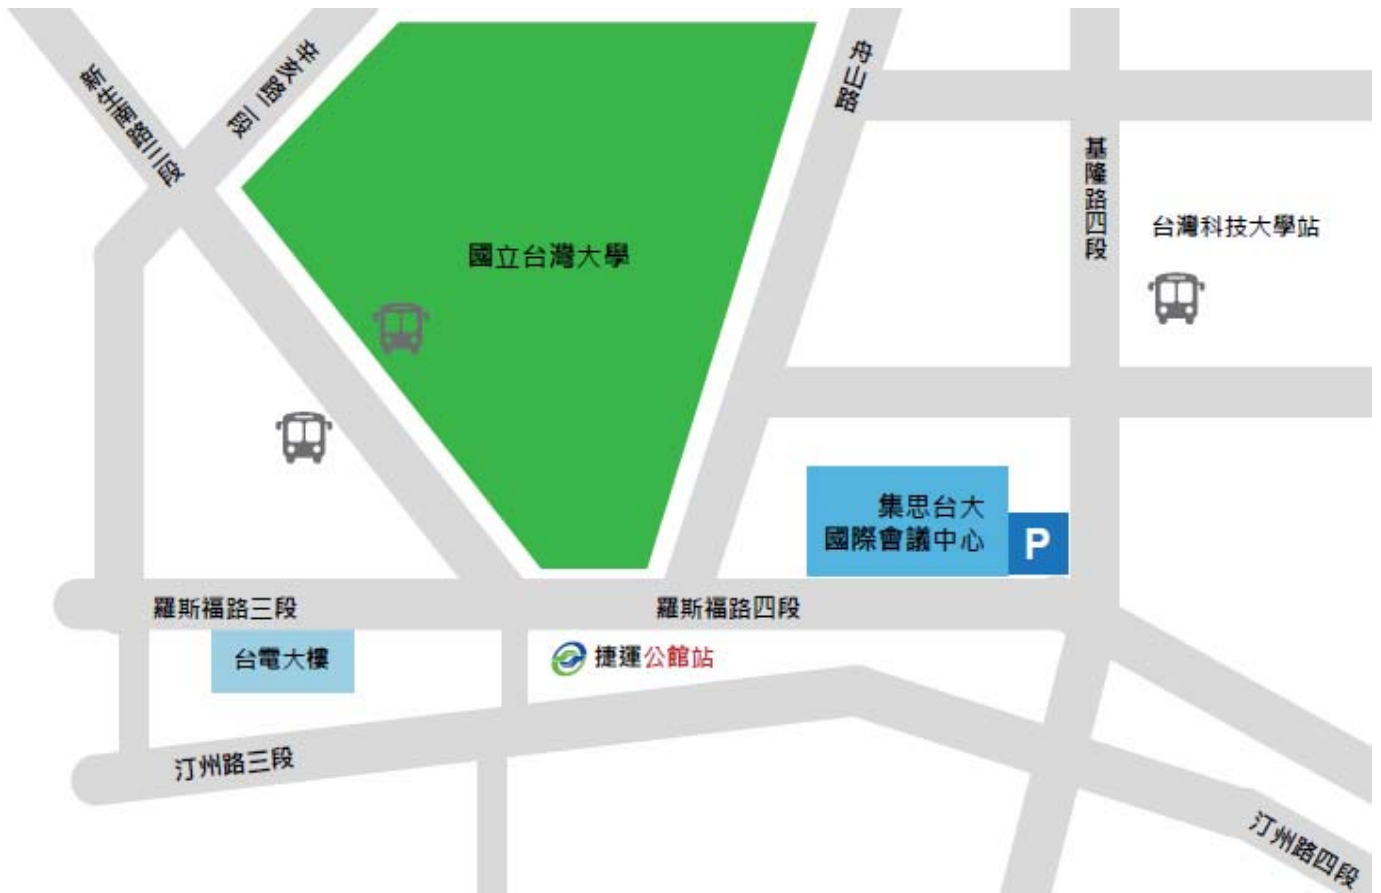 辛亥路一段
新生南路三段
舟山路
基隆路四段
台灣科技大學站
國立台灣大學
集思台大
國際會議中心
P
羅斯福路三段
羅斯福路四段
台電大樓
捷運公館站
汀州路三段
汀州路四段